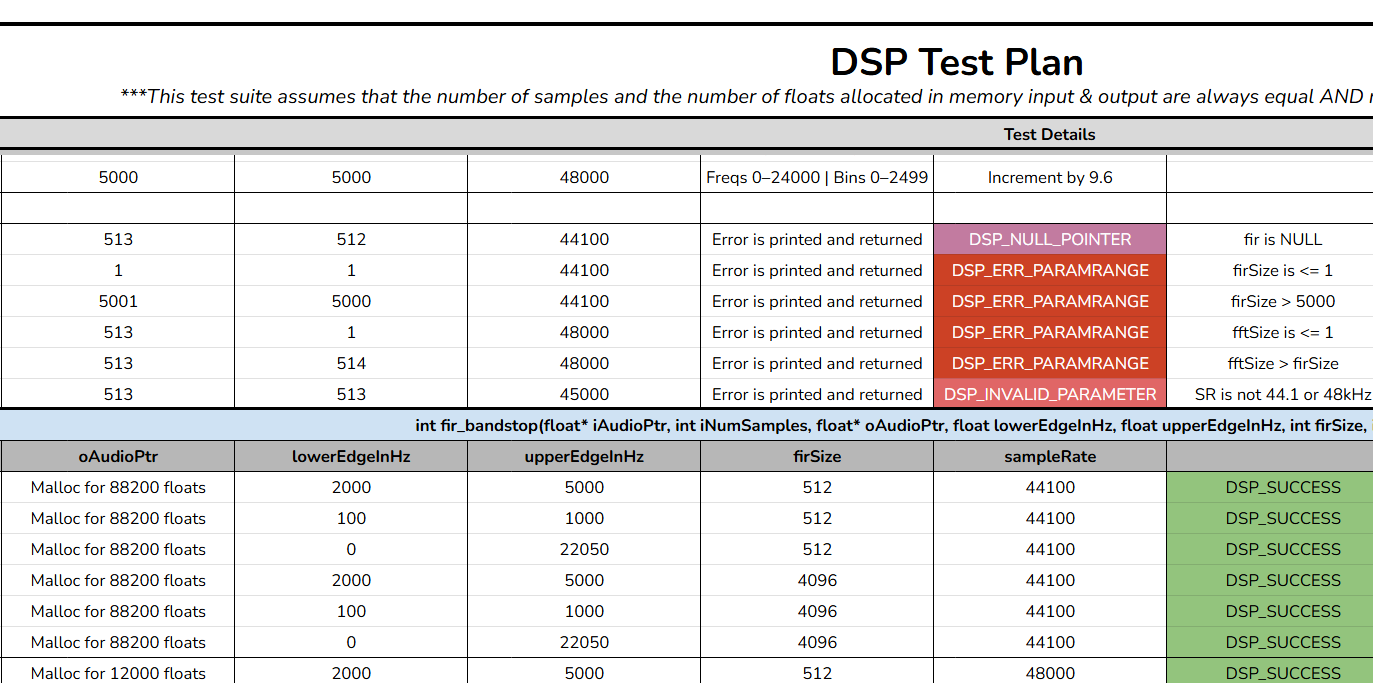 DSP Test Plan
***This test suite assumes that the number of samples and the number of floats allocated in memory input & output are always equal AND
Test Details
5000 5000 48000 Freqs 0–24000 | Bins 0–2499 Increment by 9.6
513 512 44100 Error is printed and returned DSP_NULL_POINTER fir is NULL
1 1 44100 Error is printed and returned DSP_ERR_PARAMRANGE firSize is <= 1
5001 5000 44100 Error is printed and returned DSP_ERR_PARAMRANGE firSize > 5000
513 1 48000 Error is printed and returned DSP_ERR_PARAMRANGE fftSize is <= 1
513 514 48000 Error is printed and returned DSP_ERR_PARAMRANGE fftSize > firSize
513 513 45000 Error is printed and returned DSP_INVALID_PARAMETER SR is not 44.1 or 48kHz
int fir_bandstop(float* iAudioPtr, int iNumSamples, float* oAudioPtr, float lowerEdgeInHz, float upperEdgeInHz, int firSize,
oAudioPtr lowerEdgeInHz upperEdgeInHz firSize sampleRate
Malloc for 88200 floats 2000 5000 512 44100 DSP_SUCCESS
Malloc for 88200 floats 100 1000 512 44100 DSP_SUCCESS
Malloc for 88200 floats 0 22050 512 44100 DSP_SUCCESS
Malloc for 88200 floats 2000 5000 4096 44100 DSP_SUCCESS
Malloc for 88200 floats 100 1000 4096 44100 DSP_SUCCESS
Malloc for 88200 floats 0 22050 4096 44100 DSP_SUCCESS
Malloc for 12000 floats 2000 5000 512 48000 DSP_SUCCESS